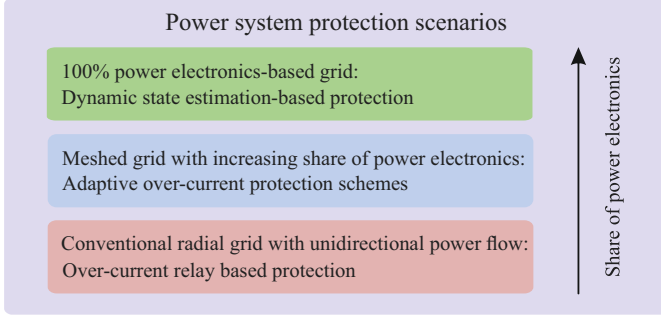 Power system protection scenarios
100% power electronics-based grid:
Dynamic state estimation-based protection
Meshed grid with increasing share of power electronics:
Adaptive over-current protection schemes
Conventional radial grid with unidirectional power flow:
Over-current relay based protection
Share of power electronics